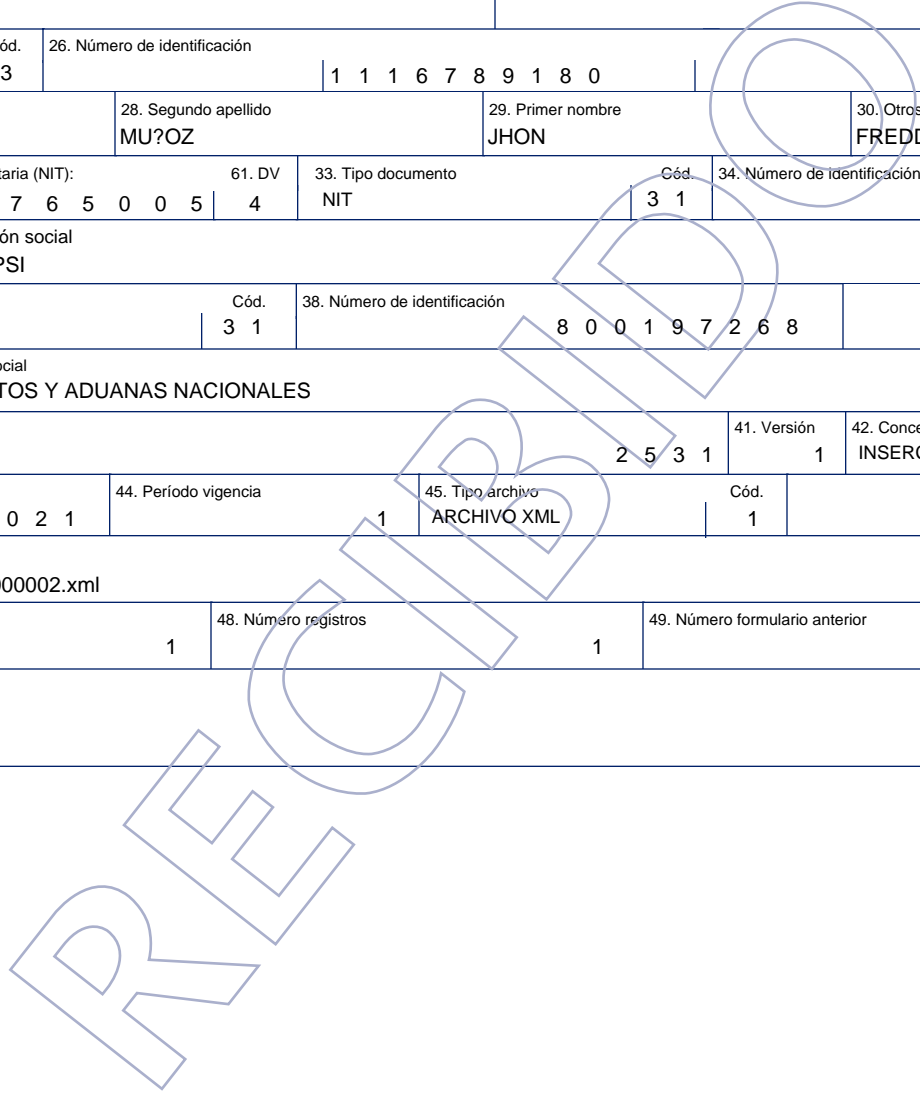 ód. 26. Número de identificación
3 1 1 1 6 7 8 9 1 8 0
28. Segundo apellido 29. Primer nombre 30. Otros
MU?OZ JHON FREDD
taria (NIT): 61. DV 33. Tipo documento Cód. 34. Número de identificación
7 6 5 0 0 5 4 NIT 3 1
ón social
PSI
Cód. 38. Número de identificación
3 1 8 0 0 1 9 7 2 6 8
ocial
TOS Y ADUANAS NACIONALES
41. Versión 42. Conce
2 5 3 1 1 INSERC
44. Período vigencia 45. Tipo archivo Cód.
0 2 1 1 ARCHIVO XML 1
000002.xml
48. Número registros 49. Número formulario anterior
1 1
RECIBIDO